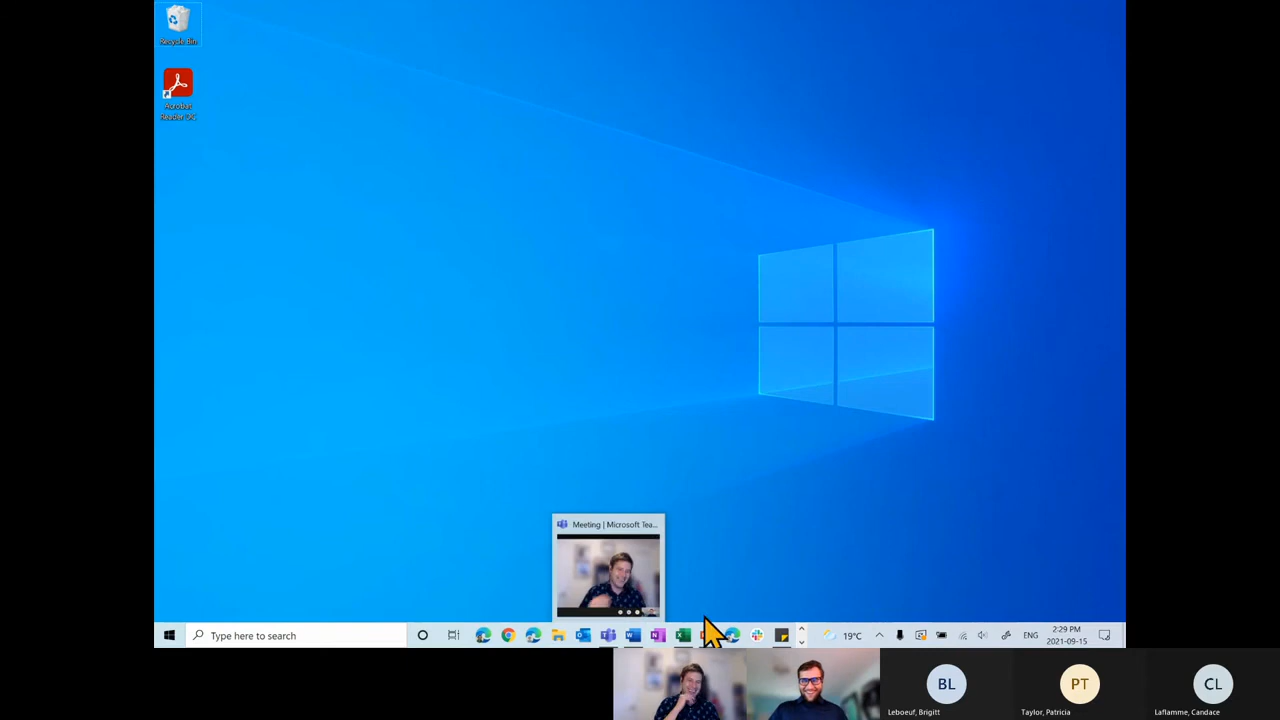 Recycle Bin
Acrobat
Reader DC
Meeting | Microsoft Tea...
Type here to search
19°C
ENG
2:29 PM
2021-09-15
BL
PT
CL
Leboeuf, Brigitt
Taylor, Patricia
Laflamme, Candace